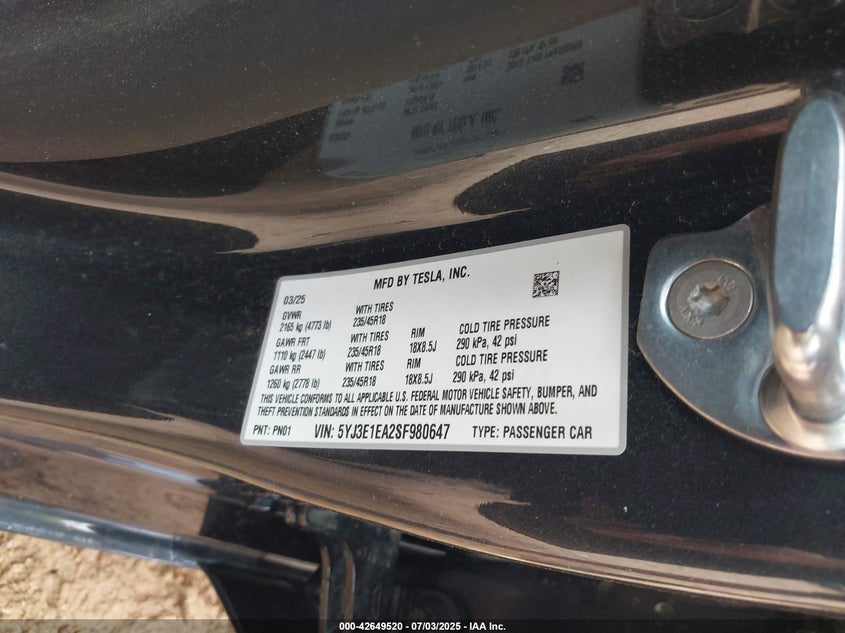 MFD BY TESLA, INC.
03/25
GVWR WITH TIRES
2165 kg (4773 lb) 235/45R18
GAWR FRT WITH TIRES RIM COLD TIRE PRESSURE
1110 kg (2447 lb) 235/45R18 18X8.5J 290 kPa, 42 psi
GAWR RR WITH TIRES RIM COLD TIRE PRESSURE
1260 kg (2778 lb) 235/45R18 18X8.5J 290 kPa, 42 psi
THIS VEHICLE CONFORMS TO ALL APPLICABLE U.S. FEDERAL MOTOR VEHICLE SAFETY, BUMPER, AND
THEFT PREVENTION STANDARDS IN EFFECT ON THE DATE OF MANUFACTURE SHOWN ABOVE.
PNT: PN01 VIN: 5YJ3E1EA2SF980647 TYPE: PASSENGER CAR
000-42649520 - 07/03/2025 - © IAA Inc.